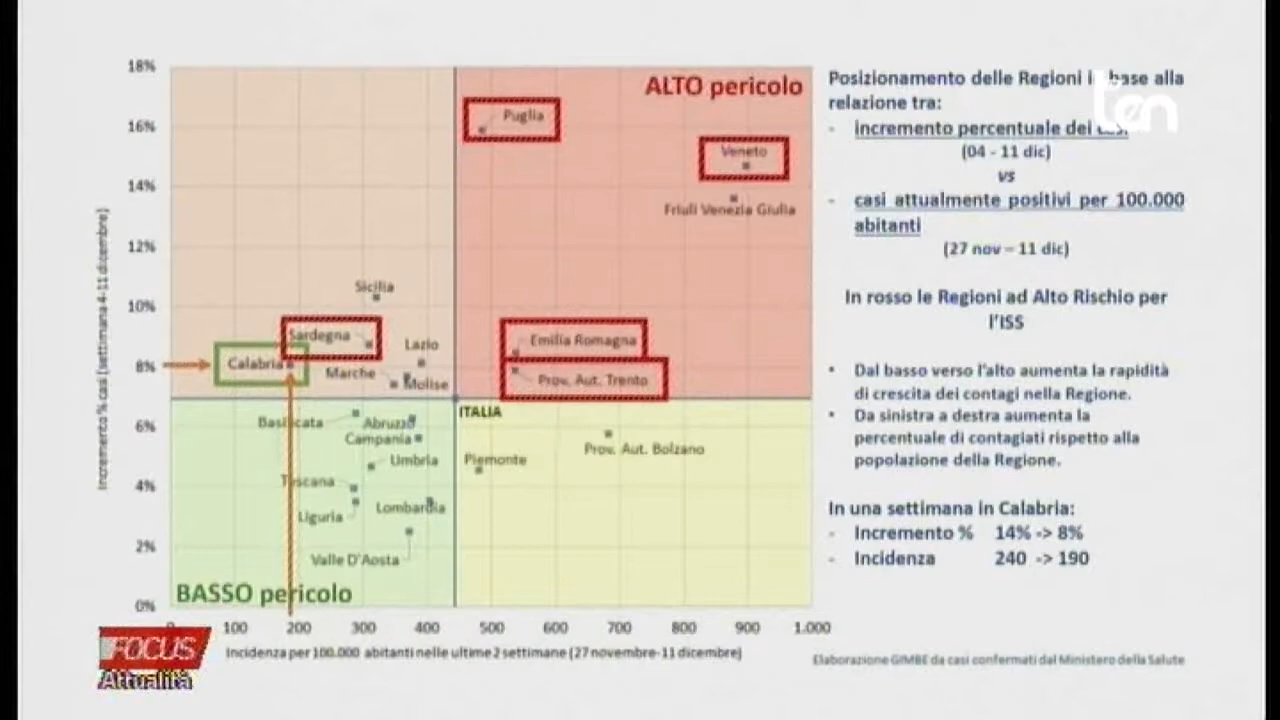 18%
ALTO pericolo
Puglia
16%
Veneto
14%
Friuli Venezia Giulia
12%
Sicilia
10%
Sardegna
Emilia Romagna
Lazio
8%
Calabria
Marche
Molise
Prov. Aut. Trento
ITALIA
6%
Basilicata
Abruzzo
Campania
Prov. Aut. Bolzano
Umbria
Piemonte
4%
Toscana
Lombardia
Liguria
2%
Valle D'Aosta
BASSO pericolo
0%
100 200 300 400 500 600 700 800 900 1.000
Incidenza per 100.000 abitanti nelle ultime 2 settimane (27 novembre-11 dicembre)
Incremento % casi (settimana 4-11 dicembre)
Posizionamento delle Regioni in base alla
relazione tra:
- incremento percentuale dei
(04 - 11 dic)
vs
- casi attualmente positivi per 100.000
abitanti
(27 nov – 11 dic)
In rosso le Regioni ad Alto Rischio per
l'ISS
• Dal basso verso l'alto aumenta la rapidità
di crescita dei contagi nella Regione.
• Da sinistra a destra aumenta la
percentuale di contagiati rispetto alla
popolazione della Regione.
In una settimana in Calabria:
- Incremento % 14% -> 8%
- Incidenza 240 -> 190
Elaborazione GIMBE da casi confermati dal Ministero della Salute
ten
FOCUS
Attualità